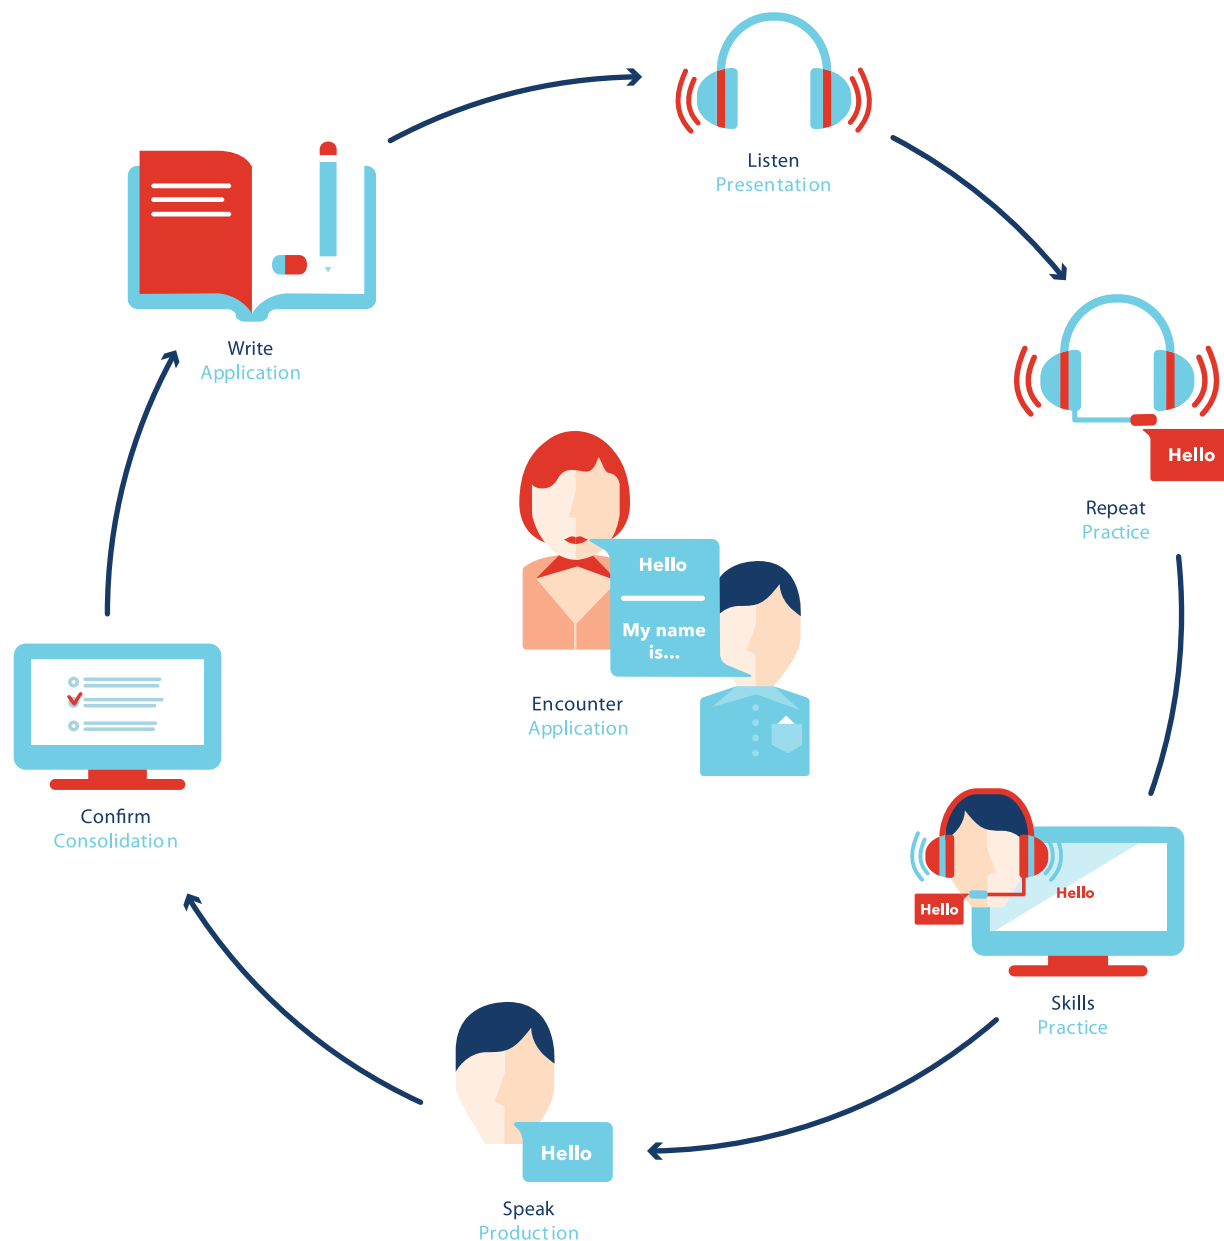 Listen
Presentation
Hello
Repeat
Practice
Hello
Hello
Skills
Practice
Hello
Speak
Production
Confirm
Consolidation
Write
Application
Hello
My name
is...
Encounter
Application